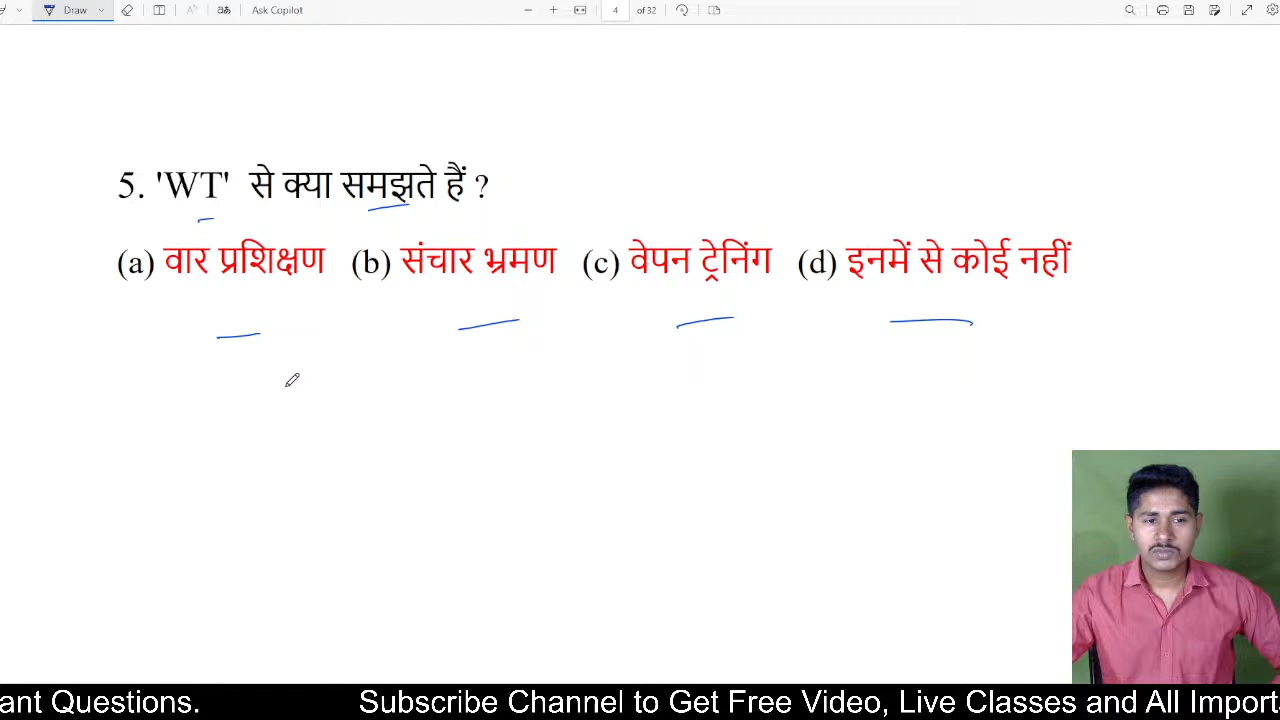 Draw
Ask Copilot
4 of 32
5. 'WT' से क्या समझते हैं ?
(a) वार प्रशिक्षण (b) संचार भ्रमण (c) वेपन ट्रेनिंग (d) इनमें से कोई नहीं
ant Questions. Subscribe Channel to Get Free Video, Live Classes and All Import